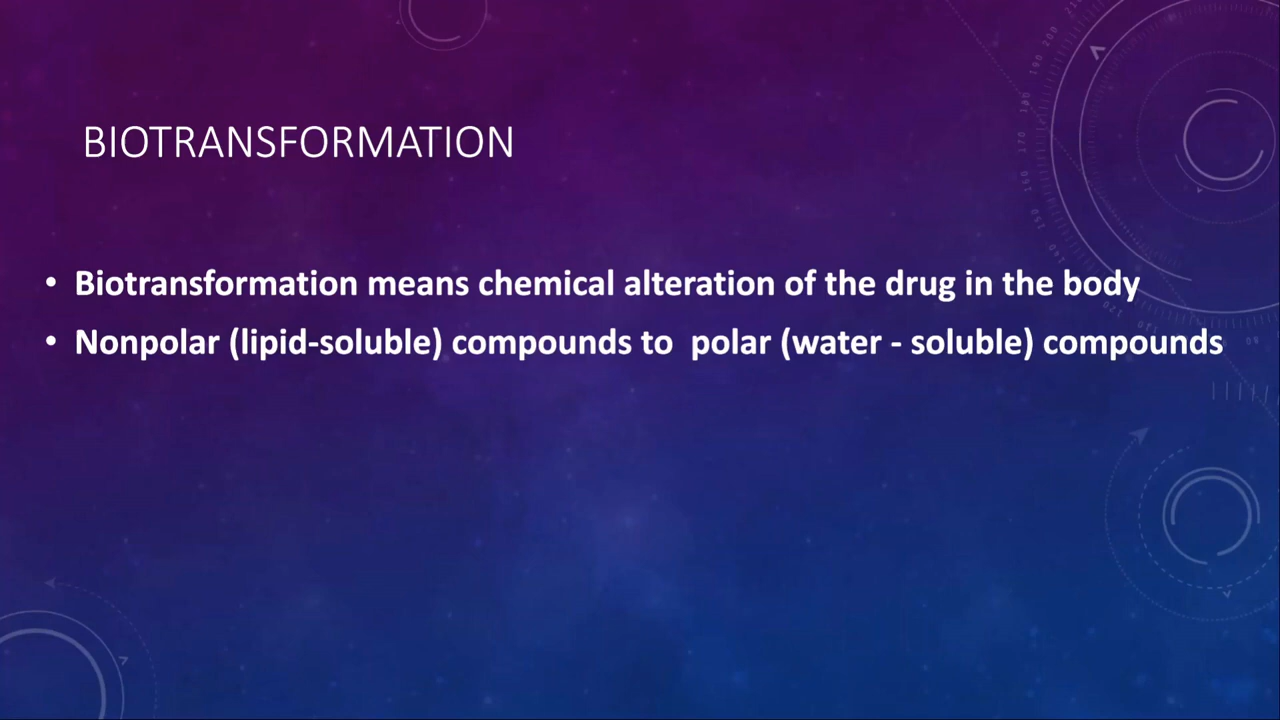 BIOTRANSFORMATION
• Biotransformation means chemical alteration of the drug in the body
• Nonpolar (lipid-soluble) compounds to  polar (water - soluble) compounds